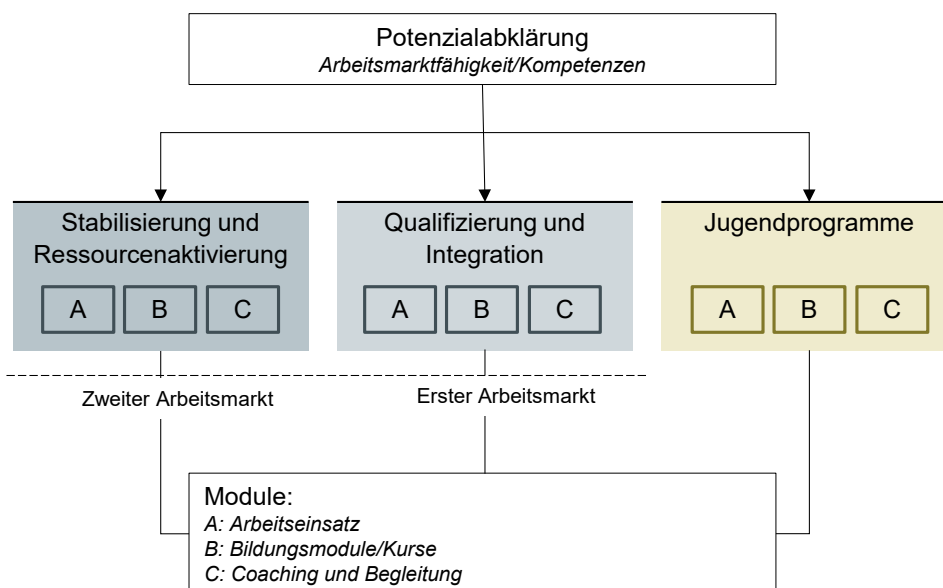 Potenzialabklärung
Arbeitsmarktfähigkeit/Kompetenzen
Stabilisierung und
Ressourcenaktivierung
A B C
Qualifizierung und
Integration
A B C
Jugendprogramme
A B C
Zweiter Arbeitsmarkt
Erster Arbeitsmarkt
Module:
A: Arbeitseinsatz
B: Bildungsmodule/Kurse
C: Coaching und Begleitung